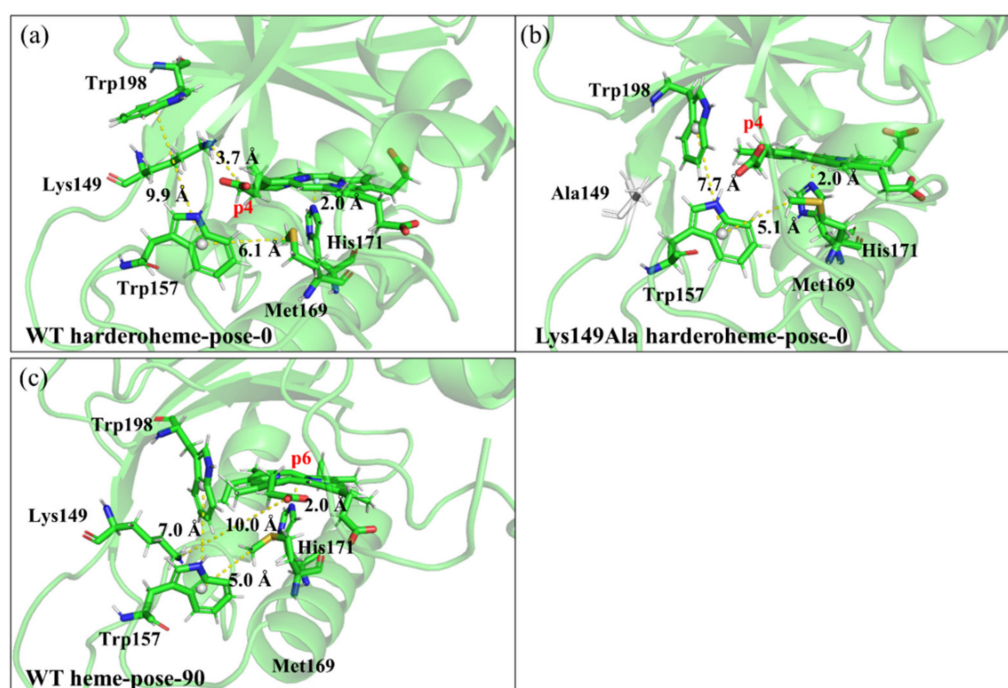 (a)
Trp198
Lys149
3.7 Å
9.9 Å
p4
2.0 Å
6.1 Å
His171
Trp157
Met169
WT harderoheme-pose-0
(b)
Trp198
p4
7.7 Å
2.0 Å
Ala149
5.1 Å
His171
Trp157
Met169
Lys149Ala harderoheme-pose-0
(c)
Trp198
p6
2.0 Å
Lys149
7.0 Å
10.0 Å
His171
5.0 Å
Trp157
Met169
WT heme-pose-90